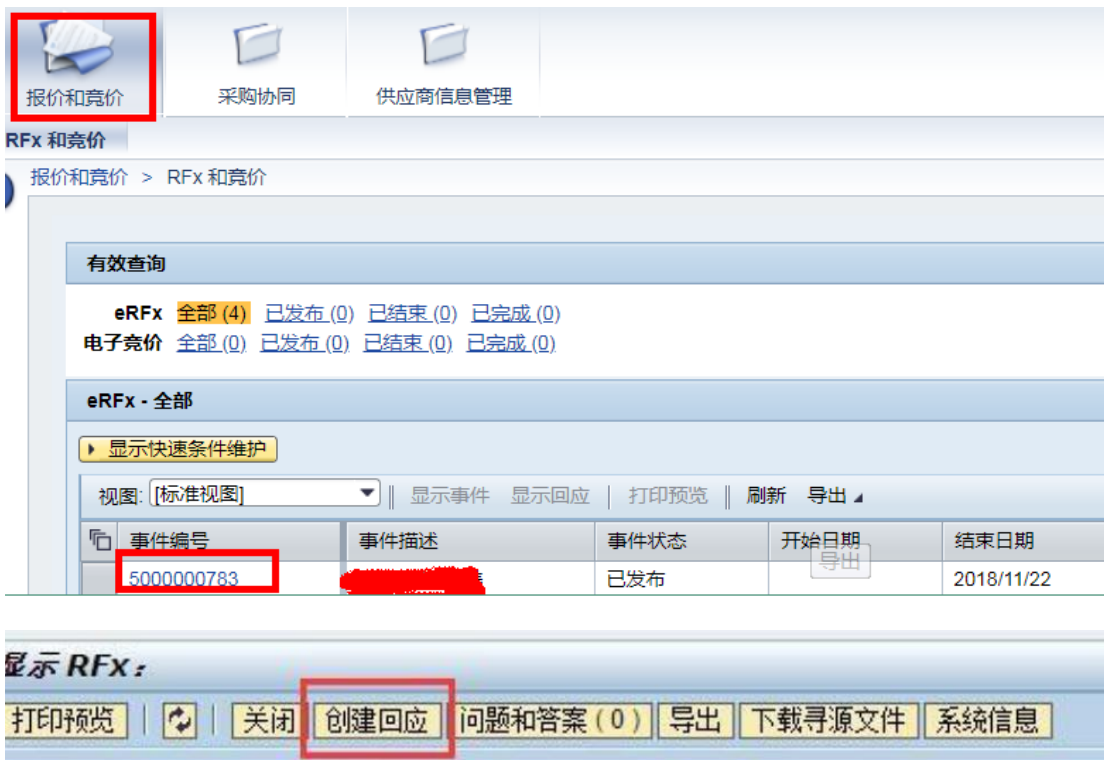 报价和竞价 采购协同 供应商信息管理
RFx 和竞价
报价和竞价 > RFx 和竞价
有效查询
eRFx 全部 (4) 已发布 (0) 已结束 (0) 已完成 (0)
电子竞价 全部 (0) 已发布 (0) 已结束 (0) 已完成 (0)
eRFx - 全部
显示快速条件维护
视图: [标准视图] 显示事件 显示回应 打印预览 刷新 导出
事件编号 事件描述 事件状态 开始日期 结束日期
导出
5000000783 已发布 2018/11/22
显示 RFx :
打印预览 关闭 创建回应 问题和答案 ( 0 ) 导出 下载寻源文件 系统信息